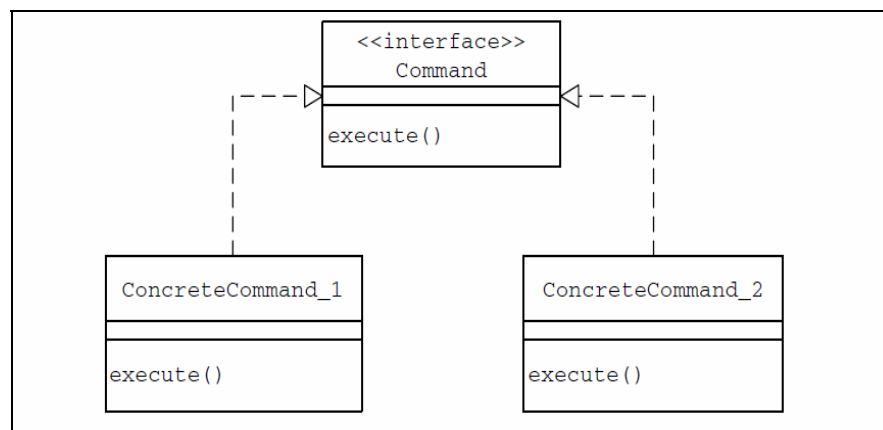 <<interface>>
Command
execute()
ConcreteCommand_1
execute()
ConcreteCommand_2
execute()